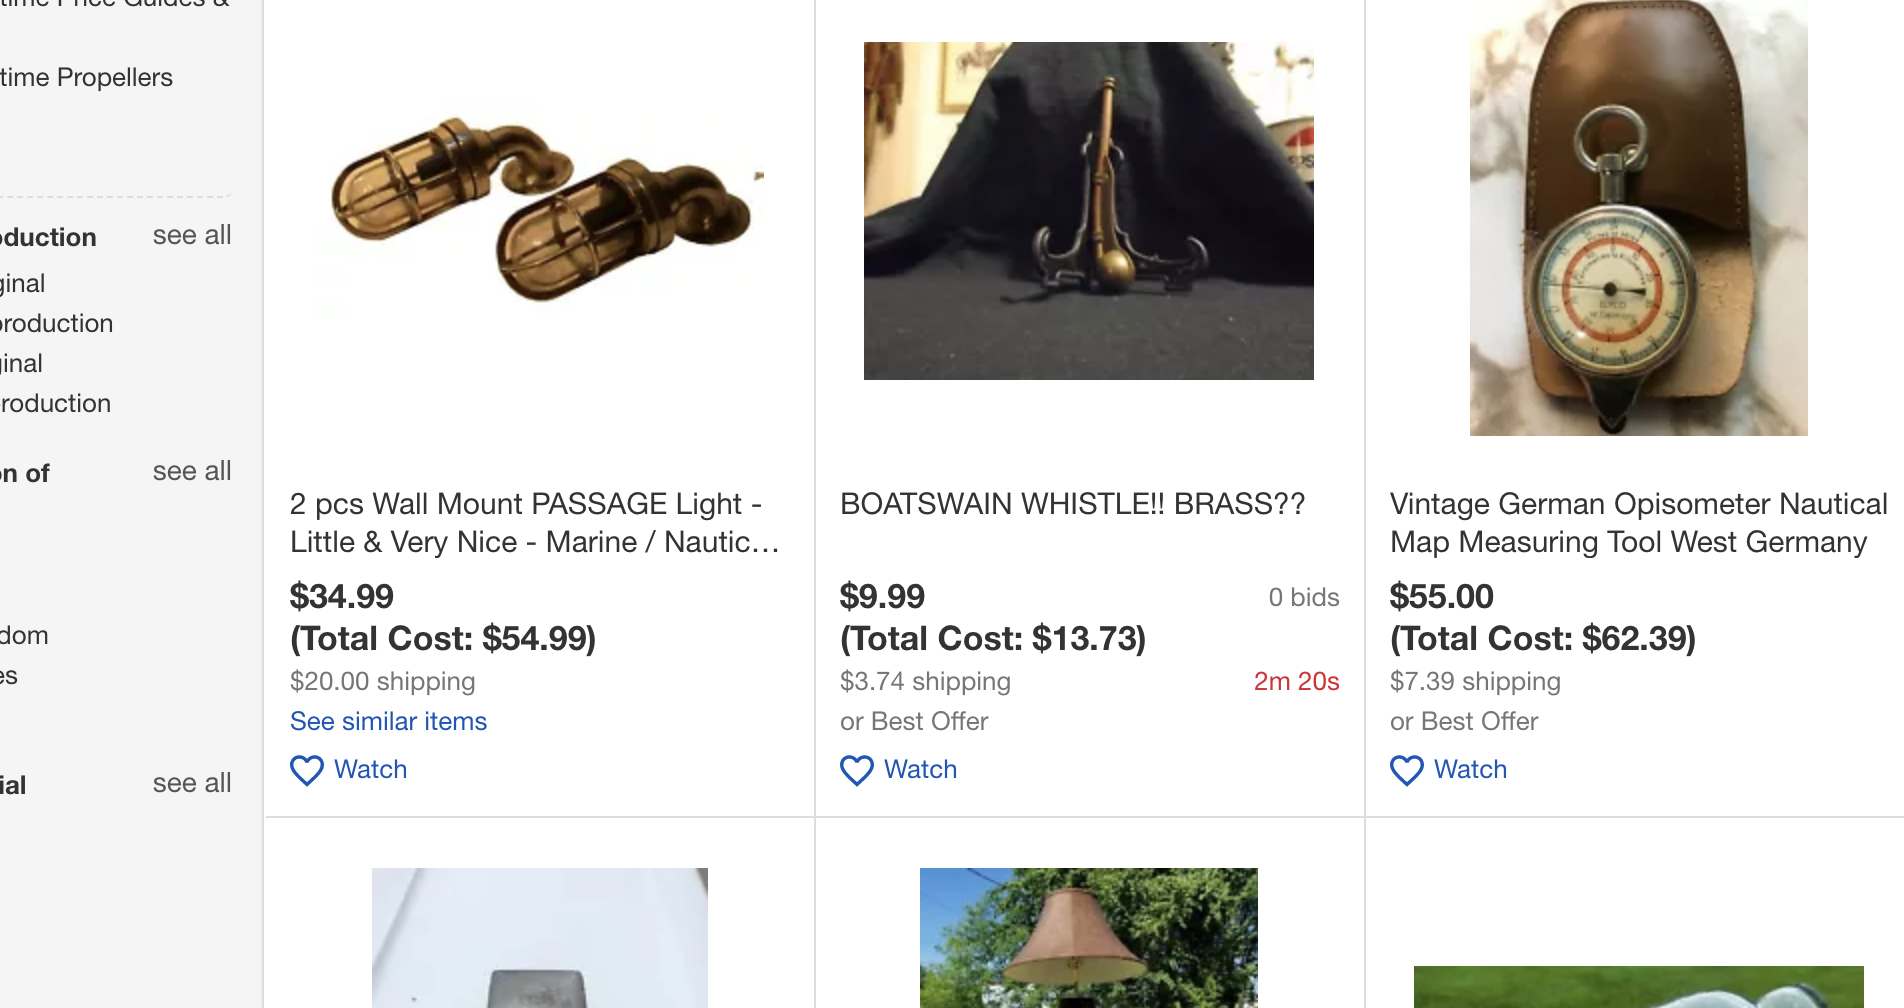 time Price Guides &
time Propellers
oduction see all
ginal
production
ginal
production
on of see all
dom
es
ial see all
2 pcs Wall Mount PASSAGE Light -
Little & Very Nice - Marine / Nautic...
$34.99
(Total Cost: $54.99)
$20.00 shipping
See similar items
Watch
BOATSWAIN WHISTLE!! BRASS??
$9.99 0 bids
(Total Cost: $13.73)
$3.74 shipping 2m 20s
or Best Offer
Watch
Vintage German Opisometer Nautical
Map Measuring Tool West Germany
$55.00
(Total Cost: $62.39)
$7.39 shipping
or Best Offer
Watch